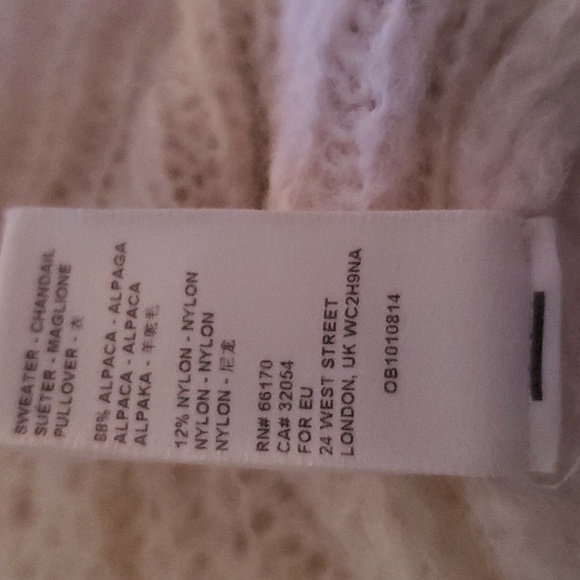 SWEATER - CHANDAIL
SUÉTER - MAGLIONE
PULLOVER - 衣
88% ALPACA - ALPAGA
ALPACA - ALPACA
ALPAKA - 羊驼毛
12% NYLON - NYLON
NYLON - NYLON
NYLON - 尼龙
RN# 66170
CA# 32054
FOR EU
24 WEST STREET
LONDON, UK WC2H9NA
OB1010814